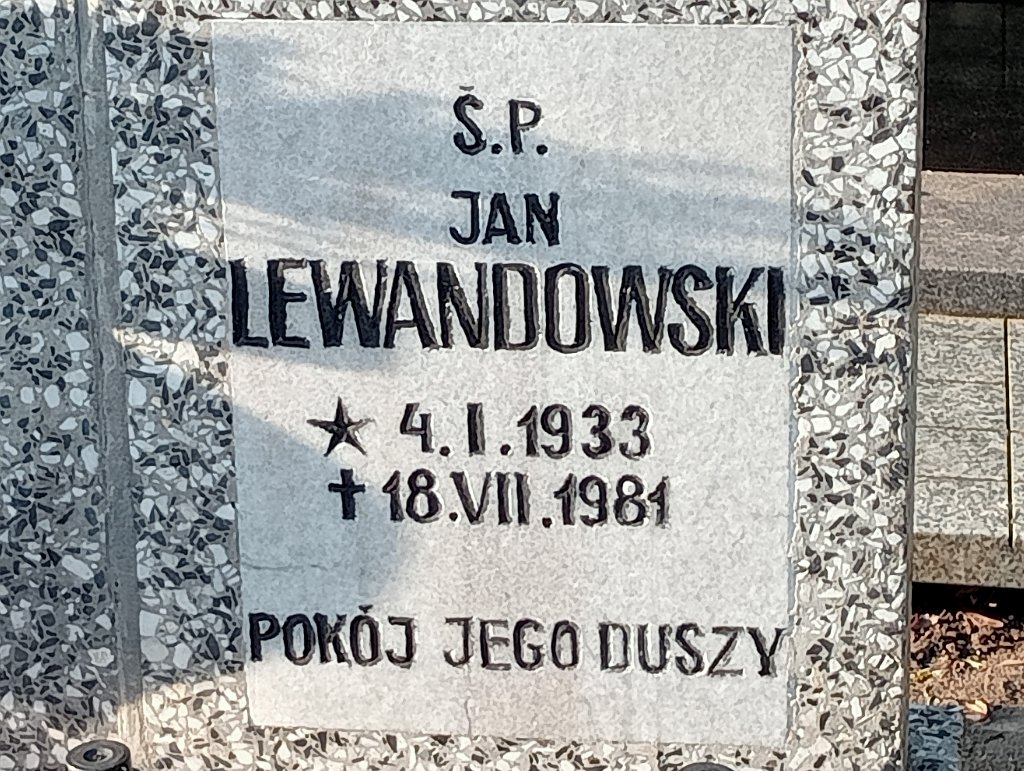 Ś.P.
JAN
LEWANDOWSKI
★ 4.I.1933
✝ 18.VII.1981
POKÓJ JEGO DUSZY